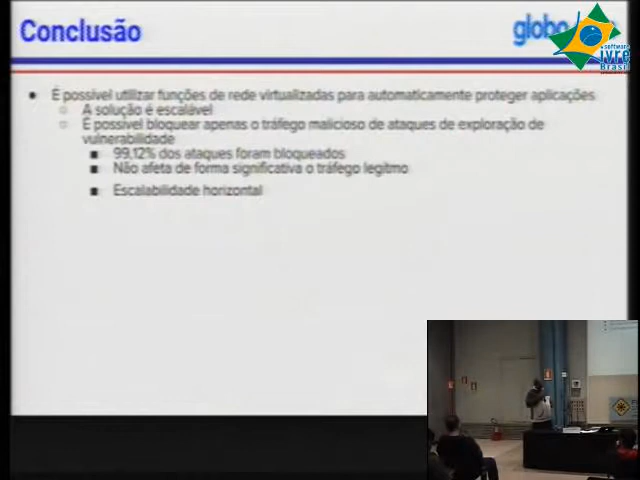 Conclusão
globo
software
ivre
Brasil
É possível utilizar funções de rede virtualizadas para automaticamente proteger aplicações
A solução é escalável
É possível bloquear apenas o tráfego malicioso de ataques de exploração de
vulnerabilidade
99,12% dos ataques foram bloqueados
Não afeta de forma significativa o tráfego legítmo
Escalabilidade horizontal